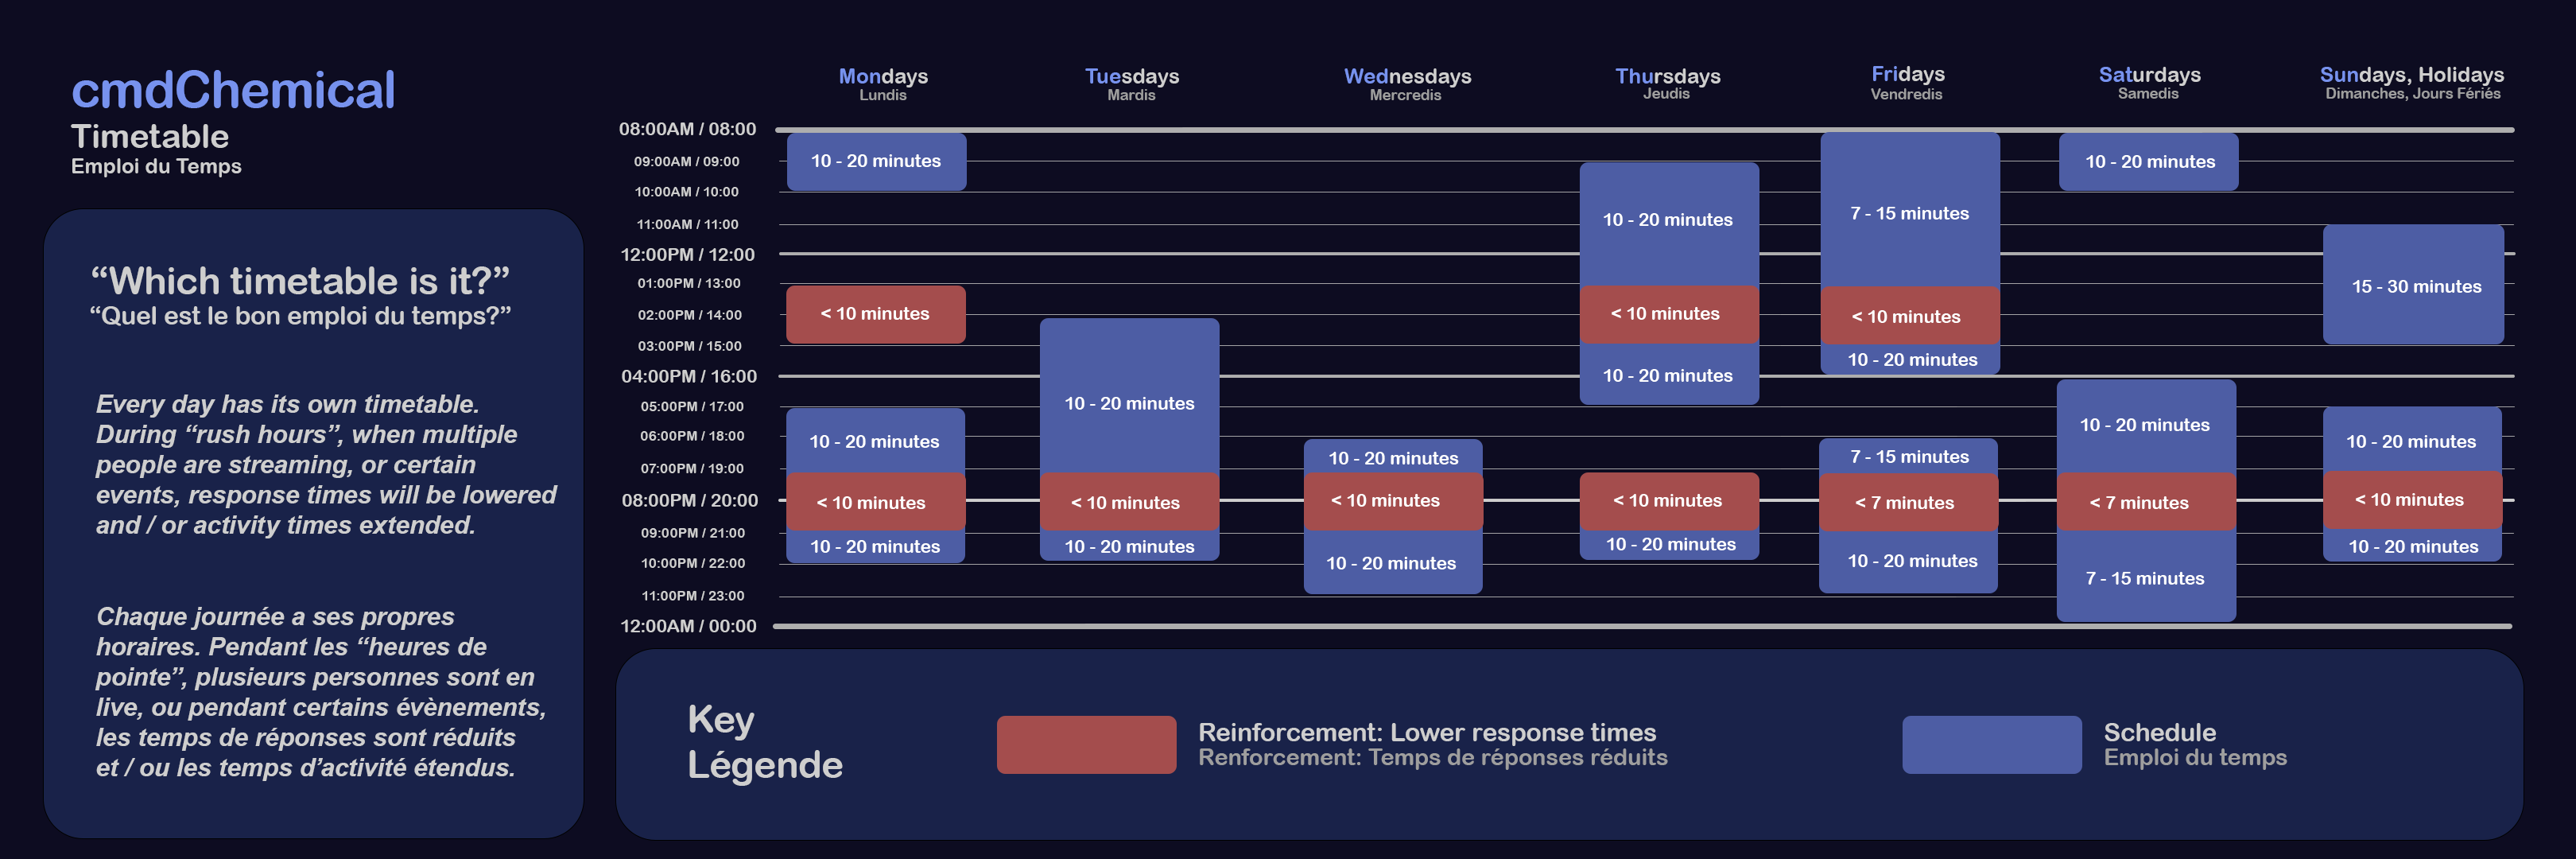 cmdChemical
Timetable
Emploi du Temps
“Which timetable is it?”
“Quel est le bon emploi du temps?”
Every day has its own timetable.
During “rush hours”, when multiple
people are streaming, or certain
events, response times will be lowered
and / or activity times extended.
Chaque journée a ses propres
horaires. Pendant les “heures de
pointe”, plusieurs personnes sont en
live, ou pendant certains évènements,
les temps de réponses sont réduits
et / ou les temps d’activité étendus.
Mondays
Lundis
Tuesdays
Mardis
Wednesdays
Mercredis
Thursdays
Jeudis
Fridays
Vendredis
Saturdays
Samedis
Sundays, Holidays
Dimanches, Jours Fériés
08:00AM / 08:00
09:00AM / 09:00
10:00AM / 10:00
11:00AM / 11:00
12:00PM / 12:00
01:00PM / 13:00
02:00PM / 14:00
03:00PM / 15:00
04:00PM / 16:00
05:00PM / 17:00
06:00PM / 18:00
07:00PM / 19:00
08:00PM / 20:00
09:00PM / 21:00
10:00PM / 22:00
11:00PM / 23:00
12:00AM / 00:00
10 - 20 minutes
< 10 minutes
10 - 20 minutes
< 10 minutes
10 - 20 minutes
10 - 20 minutes
< 10 minutes
10 - 20 minutes
10 - 20 minutes
< 10 minutes
10 - 20 minutes
10 - 20 minutes
< 10 minutes
10 - 20 minutes
< 10 minutes
10 - 20 minutes
7 - 15 minutes
< 10 minutes
10 - 20 minutes
7 - 15 minutes
< 7 minutes
10 - 20 minutes
10 - 20 minutes
10 - 20 minutes
< 7 minutes
7 - 15 minutes
15 - 30 minutes
10 - 20 minutes
< 10 minutes
10 - 20 minutes
Key
Légende
Reinforcement: Lower response times
Renforcement: Temps de réponses réduits
Schedule
Emploi du temps